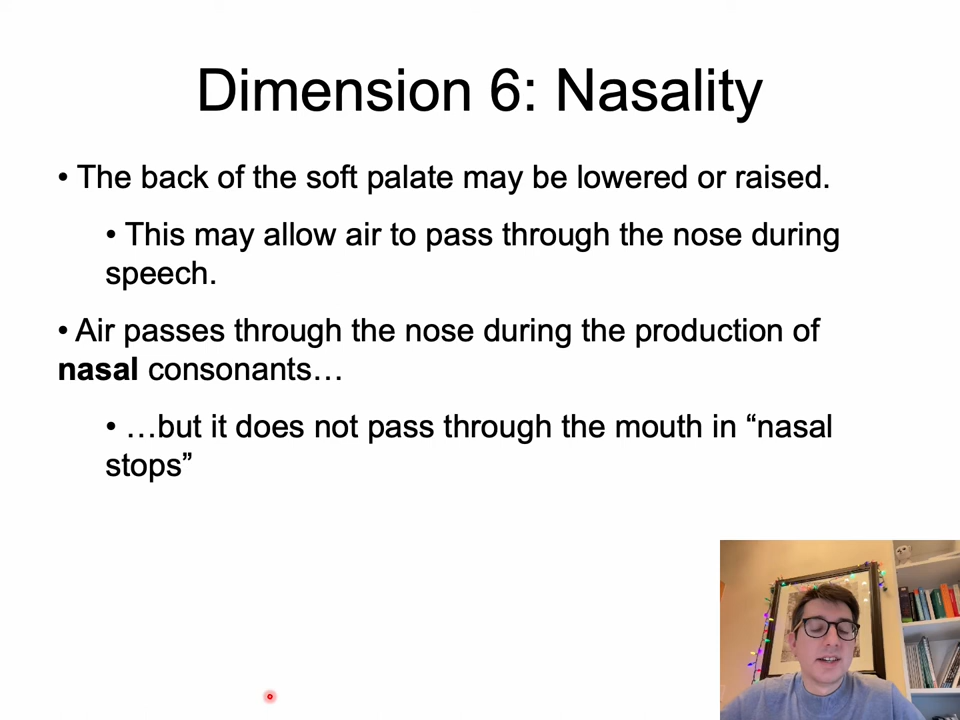 Dimension 6: Nasality
• The back of the soft palate may be lowered or raised.
• This may allow air to pass through the nose during
speech.
• Air passes through the nose during the production of
nasal consonants…
• …but it does not pass through the mouth in “nasal
stops”